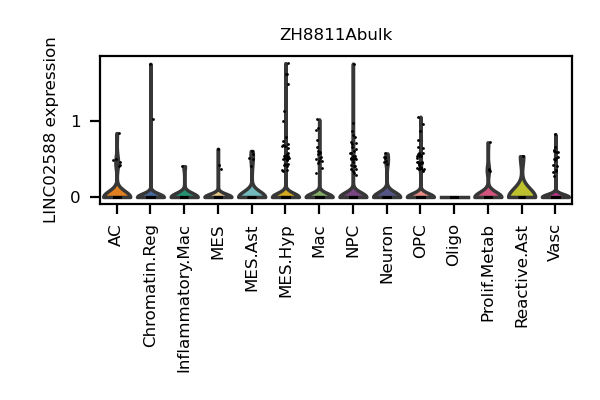 ZH8811Abulk
LINC02588 expression
1
0
AC
Chromatin.Reg
Inflammatory.Mac
MES
MES.Ast
MES.Hyp
Mac
NPC
Neuron
OPC
Oligo
Prolif.Metab
Reactive.Ast
Vasc